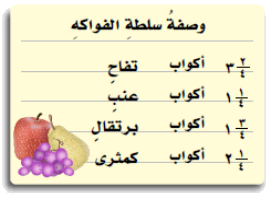 وصفةُ سلطةِ الفواكهِ
٣ ٢/٤ أكواب تفاحِ
١ ١/٤ أكواب عنبِ
١ ٣/٤ أكواب برتقالِ
٢ ١/٤ أكواب كمثرى